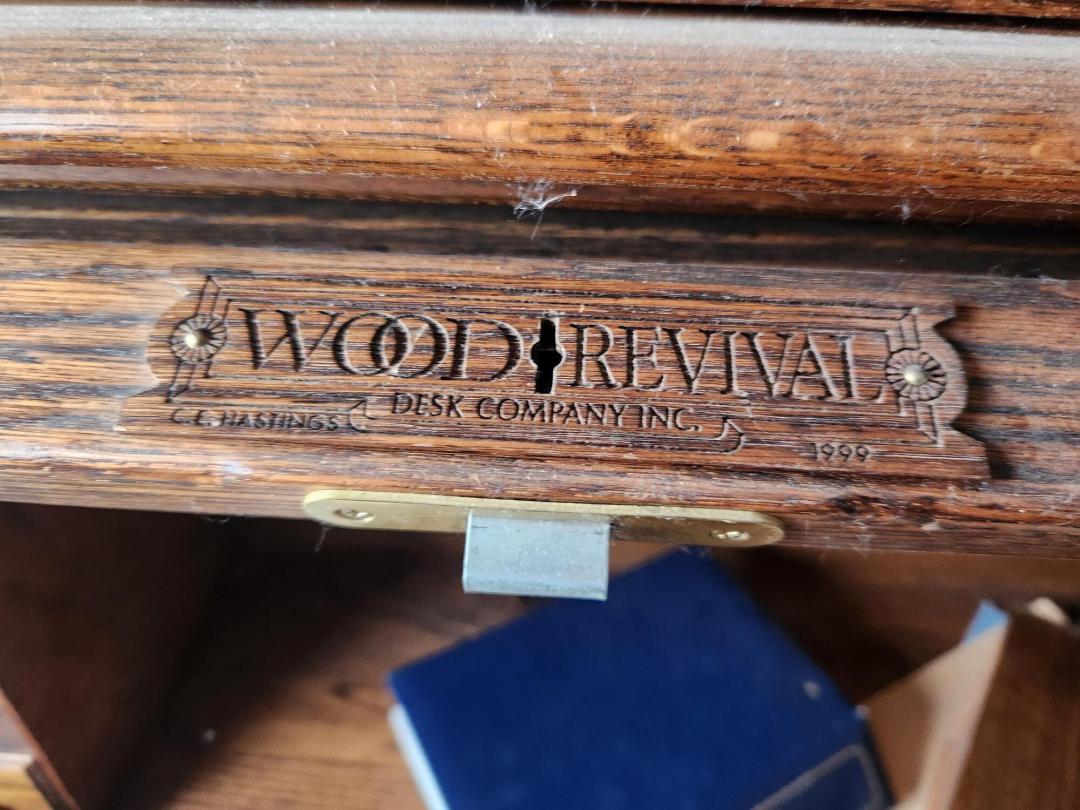 WOOD REVIVAL
DESK COMPANY INC.
C.E. HASTINGS
1999